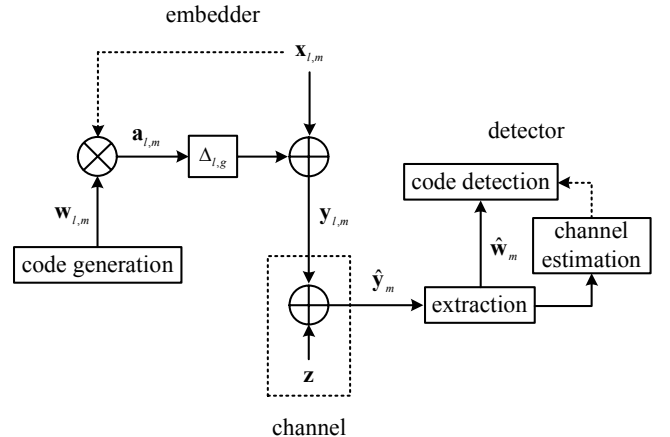 embedder
x_{l,m}
a_{l,m}
Δ_{l,g}
detector
code detection
w_{l,m}
y_{l,m}
ŵ_m
channel
estimation
code generation
ŷ_m
extraction
z
channel